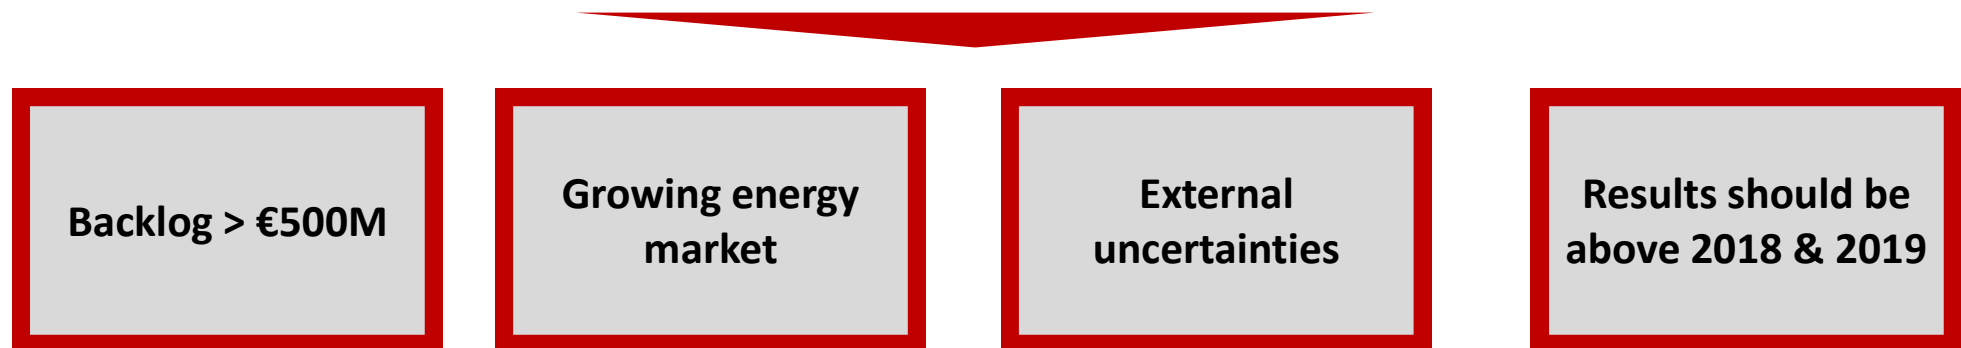 Backlog > €500M
Growing energy
market
External
uncertainties
Results should be
above 2018 & 2019